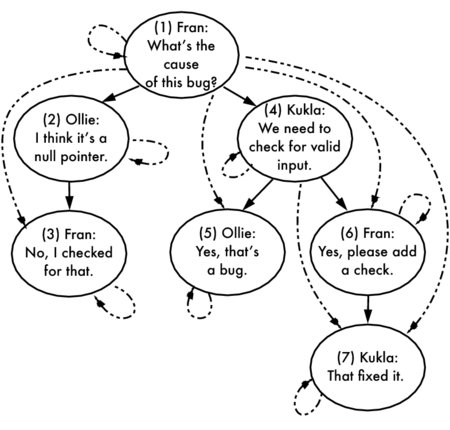 (1) Fran:
What's the
cause
of this bug?
(2) Ollie:
I think it's a
null pointer.
(4) Kukla:
We need to
check for valid
input.
(3) Fran:
No, I checked
for that.
(5) Ollie:
Yes, that's
a bug.
(6) Fran:
Yes, please add
a check.
(7) Kukla:
That fixed it.